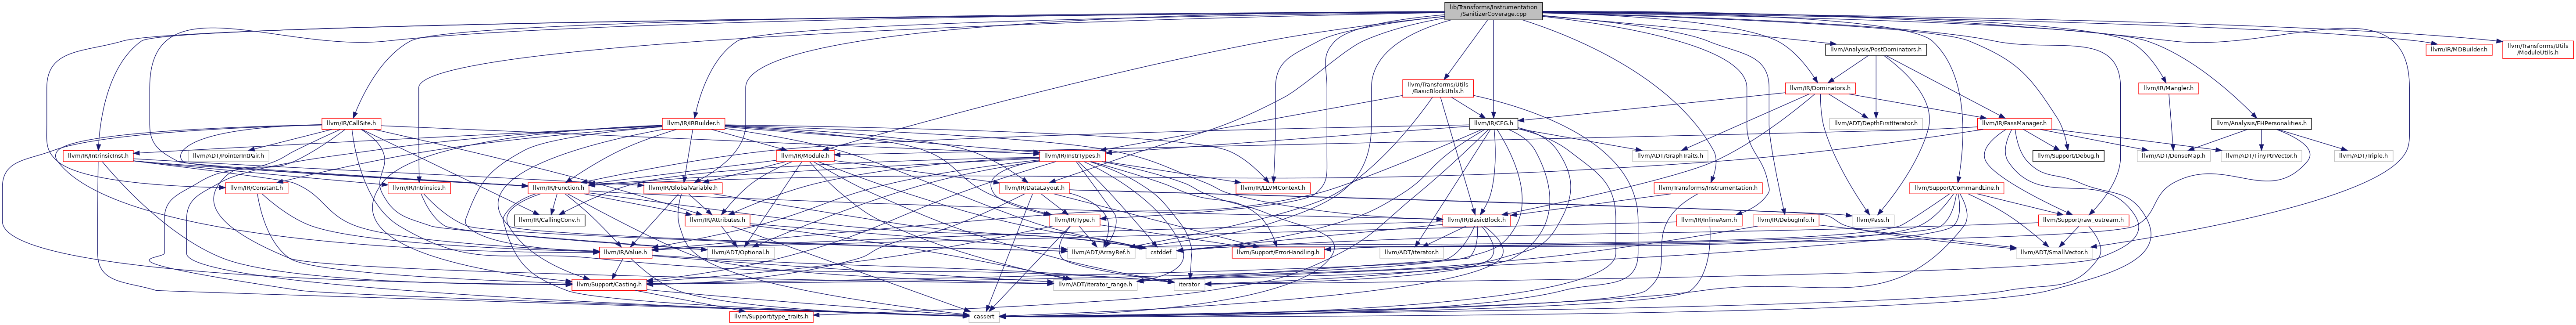 lib/Transforms/Instrumentation
/SanitizerCoverage.cpp
llvm/Analysis/PostDominators.h
llvm/IR/MDBuilder.h
llvm/Transforms/Utils
/ModuleUtils.h
llvm/Transforms/Utils
/BasicBlockUtils.h
llvm/IR/Dominators.h
llvm/IR/Mangler.h
llvm/IR/CallSite.h
llvm/IR/IRBuilder.h
llvm/IR/CFG.h
llvm/ADT/DepthFirstIterator.h
llvm/IR/PassManager.h
llvm/Analysis/EHPersonalities.h
llvm/IR/IntrinsicInst.h
llvm/ADT/PointerIntPair.h
llvm/IR/Module.h
llvm/IR/InstrTypes.h
llvm/ADT/GraphTraits.h
llvm/Support/Debug.h
llvm/ADT/DenseMap.h
llvm/ADT/TinyPtrVector.h
llvm/ADT/Triple.h
llvm/IR/Constant.h
llvm/IR/Intrinsics.h
llvm/IR/Function.h
llvm/IR/GlobalVariable.h
llvm/IR/DataLayout.h
llvm/IR/LLVMContext.h
llvm/Transforms/Instrumentation.h
llvm/Support/CommandLine.h
llvm/IR/CallingConv.h
llvm/IR/Attributes.h
llvm/IR/Type.h
llvm/IR/BasicBlock.h
llvm/Pass.h
llvm/IR/InlineAsm.h
llvm/IR/DebugInfo.h
llvm/Support/raw_ostream.h
llvm/IR/Value.h
llvm/ADT/Optional.h
llvm/ADT/ArrayRef.h
cstddef
llvm/Support/ErrorHandling.h
llvm/ADT/iterator.h
llvm/ADT/SmallVector.h
llvm/Support/Casting.h
llvm/ADT/iterator_range.h
iterator
llvm/Support/type_traits.h
cassert